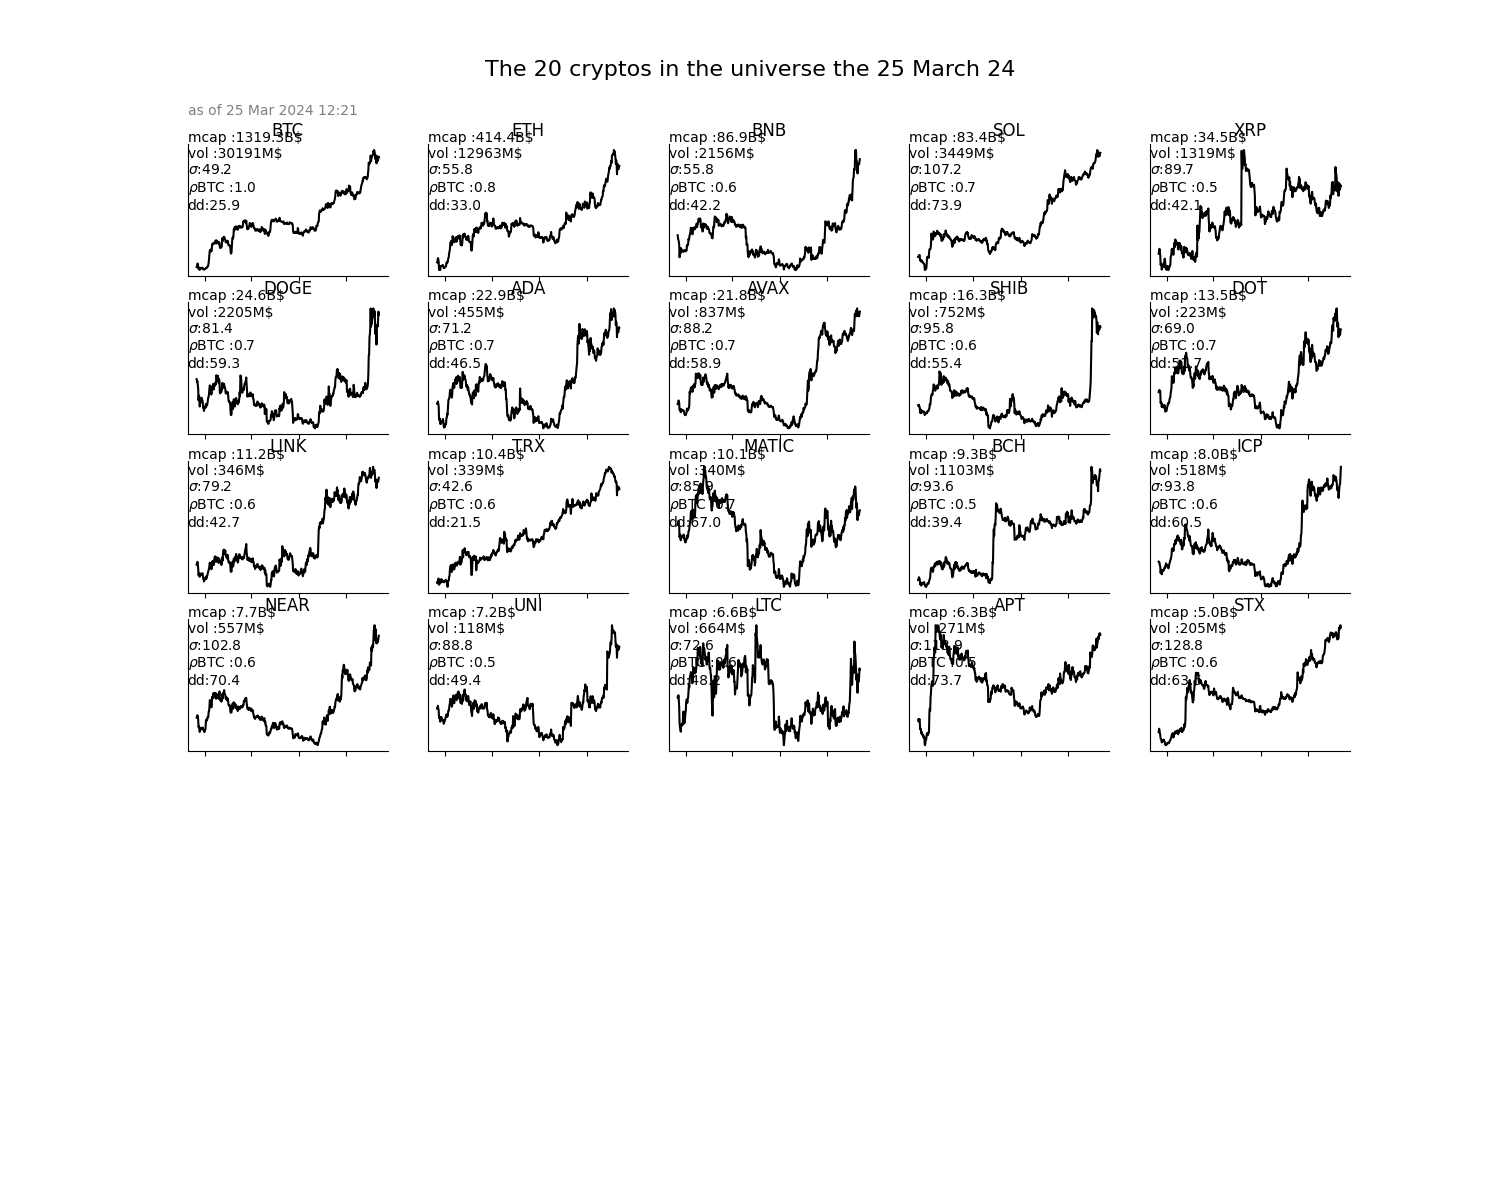 The 20 cryptos in the universe the 25 March 24
as of 25 Mar 2024 12:21
BTC
mcap :1319.3B$
vol :30191M$
σ:49.2
ρBTC :1.0
dd:25.9
ETH
mcap :414.4B$
vol :12963M$
σ:55.8
ρBTC :0.8
dd:33.0
BNB
mcap :86.9B$
vol :2156M$
σ:55.8
ρBTC :0.6
dd:42.2
SOL
mcap :83.4B$
vol :3449M$
σ:107.2
ρBTC :0.7
dd:73.9
XRP
mcap :34.5B$
vol :1319M$
σ:89.7
ρBTC :0.5
dd:42.1
DOGE
mcap :24.6B$
vol :2205M$
σ:81.4
ρBTC :0.7
dd:59.3
ADA
mcap :22.9B$
vol :455M$
σ:71.2
ρBTC :0.7
dd:46.5
AVAX
mcap :21.8B$
vol :837M$
σ:88.2
ρBTC :0.7
dd:58.9
SHIB
mcap :16.3B$
vol :752M$
σ:95.8
ρBTC :0.6
dd:55.4
DOT
mcap :13.5B$
vol :223M$
σ:69.0
ρBTC :0.7
LINK
mcap :11.2B$
vol :346M$
σ:79.2
ρBTC :0.6
dd:42.7
TRX
mcap :10.4B$
vol :339M$
σ:42.6
ρBTC :0.6
dd:21.5
MATIC
mcap :10.1B$
vol :340M$
σ:85.9
ρBTC :0.7
dd:67.0
BCH
mcap :9.3B$
vol :1103M$
σ:93.6
ρBTC :0.5
dd:39.4
ICP
mcap :8.0B$
vol :518M$
σ:93.8
ρBTC :0.6
dd:60.5
NEAR
mcap :7.7B$
vol :557M$
σ:102.8
ρBTC :0.6
dd:70.4
UNI
mcap :7.2B$
vol :118M$
σ:88.8
ρBTC :0.5
dd:49.4
LTC
mcap :6.6B$
vol :664M$
σ:72.6
ρBTC :0.6
dd:48.2
APT
mcap :6.3B$
vol :271M$
ρBTC :0.5
dd:73.7
STX
mcap :5.0B$
vol :205M$
σ:128.8
ρBTC :0.6